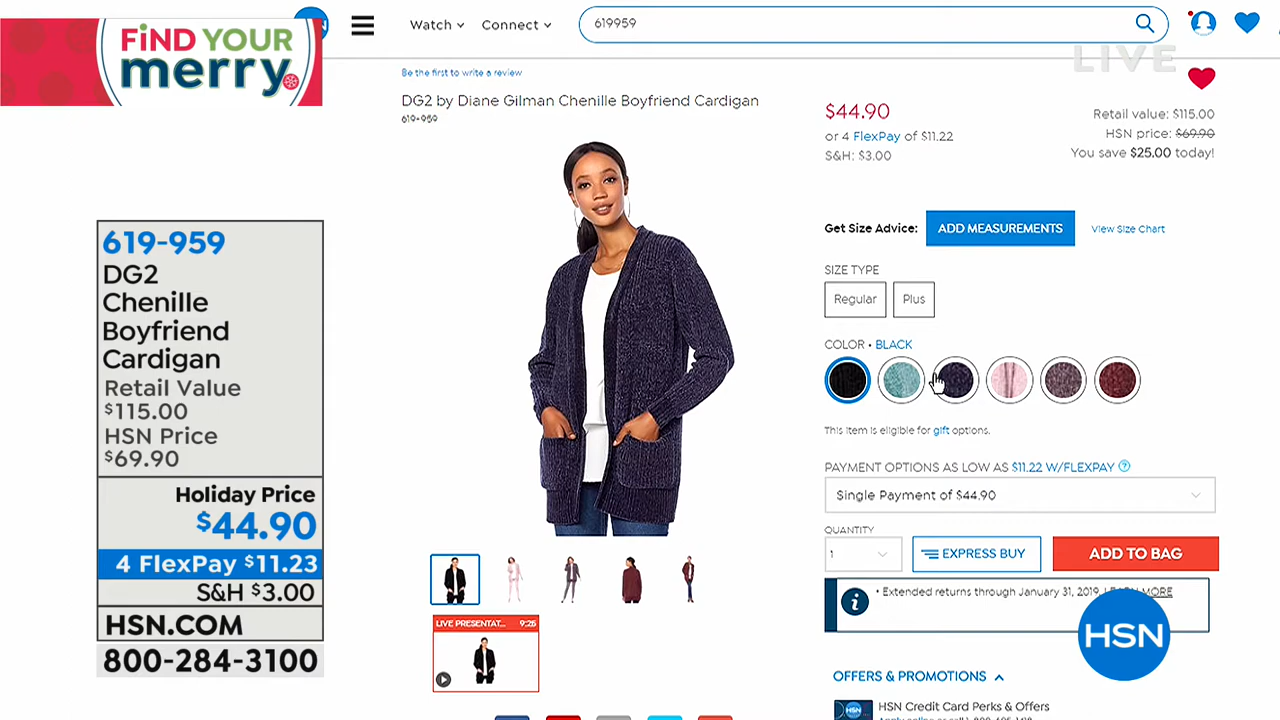 FiND YOUR
merry
HSN
Watch
Connect
619959
LIVE
Be the first to write a review
DG2 by Diane Gilman Chenille Boyfriend Cardigan
619-959
$44.90
or 4 FlexPay of $11.22
S&H: $3.00
Retail value: $115.00
HSN price: $69.90
You save $25.00 today!
Get Size Advice:
ADD MEASUREMENTS
View Size Chart
SIZE TYPE
Regular
Plus
COLOR • BLACK
This item is eligible for gift options.
PAYMENT OPTIONS AS LOW AS $11.22 W/FLEXPAY ?
Single Payment of $44.90
QUANTITY
1
EXPRESS BUY
ADD TO BAG
• Extended returns through January 31, 2019. LEARN MORE
HSN
OFFERS & PROMOTIONS
HSN
HSN Credit Card Perks & Offers
LIVE PRESENTAT... 9:25
619-959
DG2
Chenille
Boyfriend
Cardigan
Retail Value
$115.00
HSN Price
$69.90
Holiday Price
$44.90
4 FlexPay $11.23
S&H $3.00
HSN.COM
800-284-3100